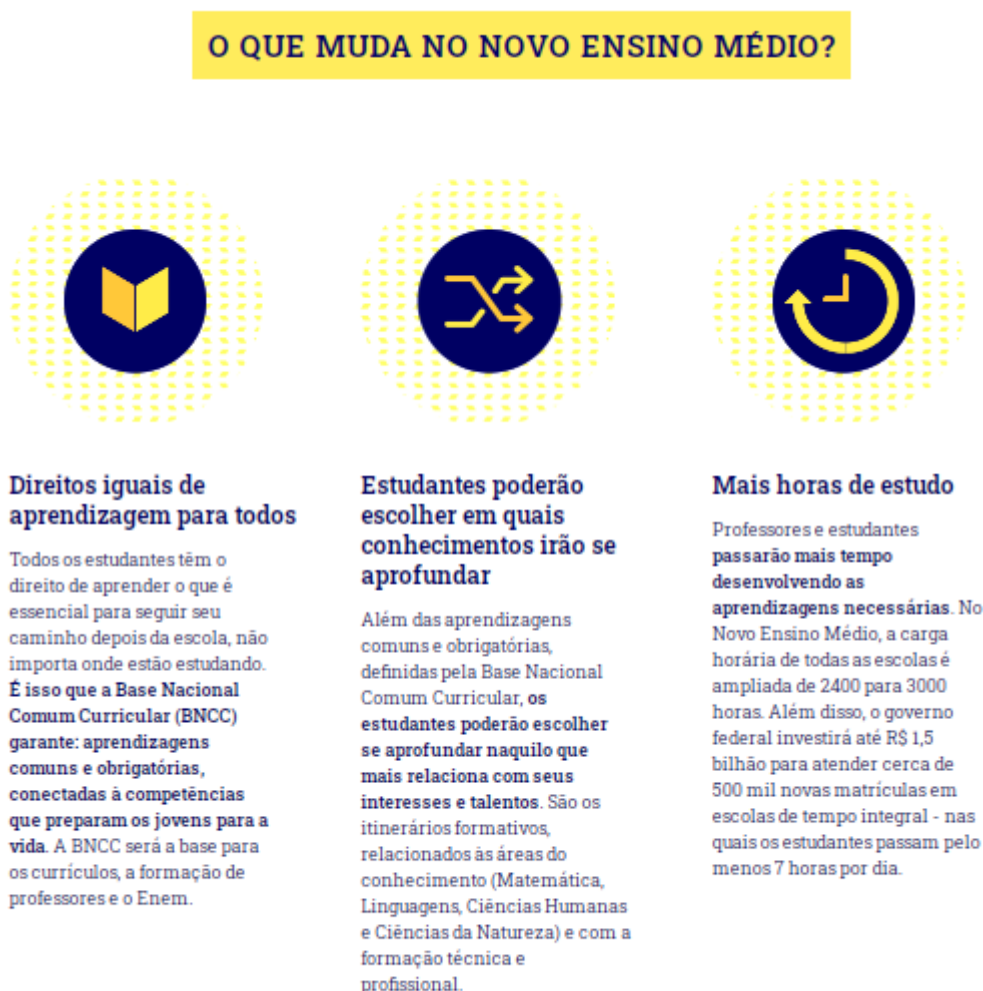 O QUE MUDA NO NOVO ENSINO MÉDIO?
Direitos iguais de
aprendizagem para todos
Todos os estudantes têm o
direito de aprender o que é
essencial para seguir seu
caminho depois da escola, não
importa onde estão estudando.
É isso que a Base Nacional
Comum Curricular (BNCC)
garante: aprendizagens
comuns e obrigatórias,
conectadas à competências
que preparam os jovens para a
vida. A BNCC será a base para
os currículos, a formação de
professores e o Enem.
Estudantes poderão
escolher em quais
conhecimentos irão se
aprofundar
Além das aprendizagens
comuns e obrigatórias,
definidas pela Base Nacional
Comum Curricular, os
estudantes poderão escolher
se aprofundar naquilo que
mais relaciona com seus
interesses e talentos. São os
itinerários formativos,
relacionados às áreas do
conhecimento (Matemática,
Linguagens, Ciências Humanas
e Ciências da Natureza) e com a
formação técnica e
profissional.
Mais horas de estudo
Professores e estudantes
passarão mais tempo
desenvolvendo as
aprendizagens necessárias. No
Novo Ensino Médio, a carga
horária de todas as escolas é
ampliada de 2400 para 3000
horas. Além disso, o governo
federal investirá até R$ 1,5
bilhão para atender cerca de
500 mil novas matrículas em
escolas de tempo integral - nas
quais os estudantes passam pelo
menos 7 horas por dia.